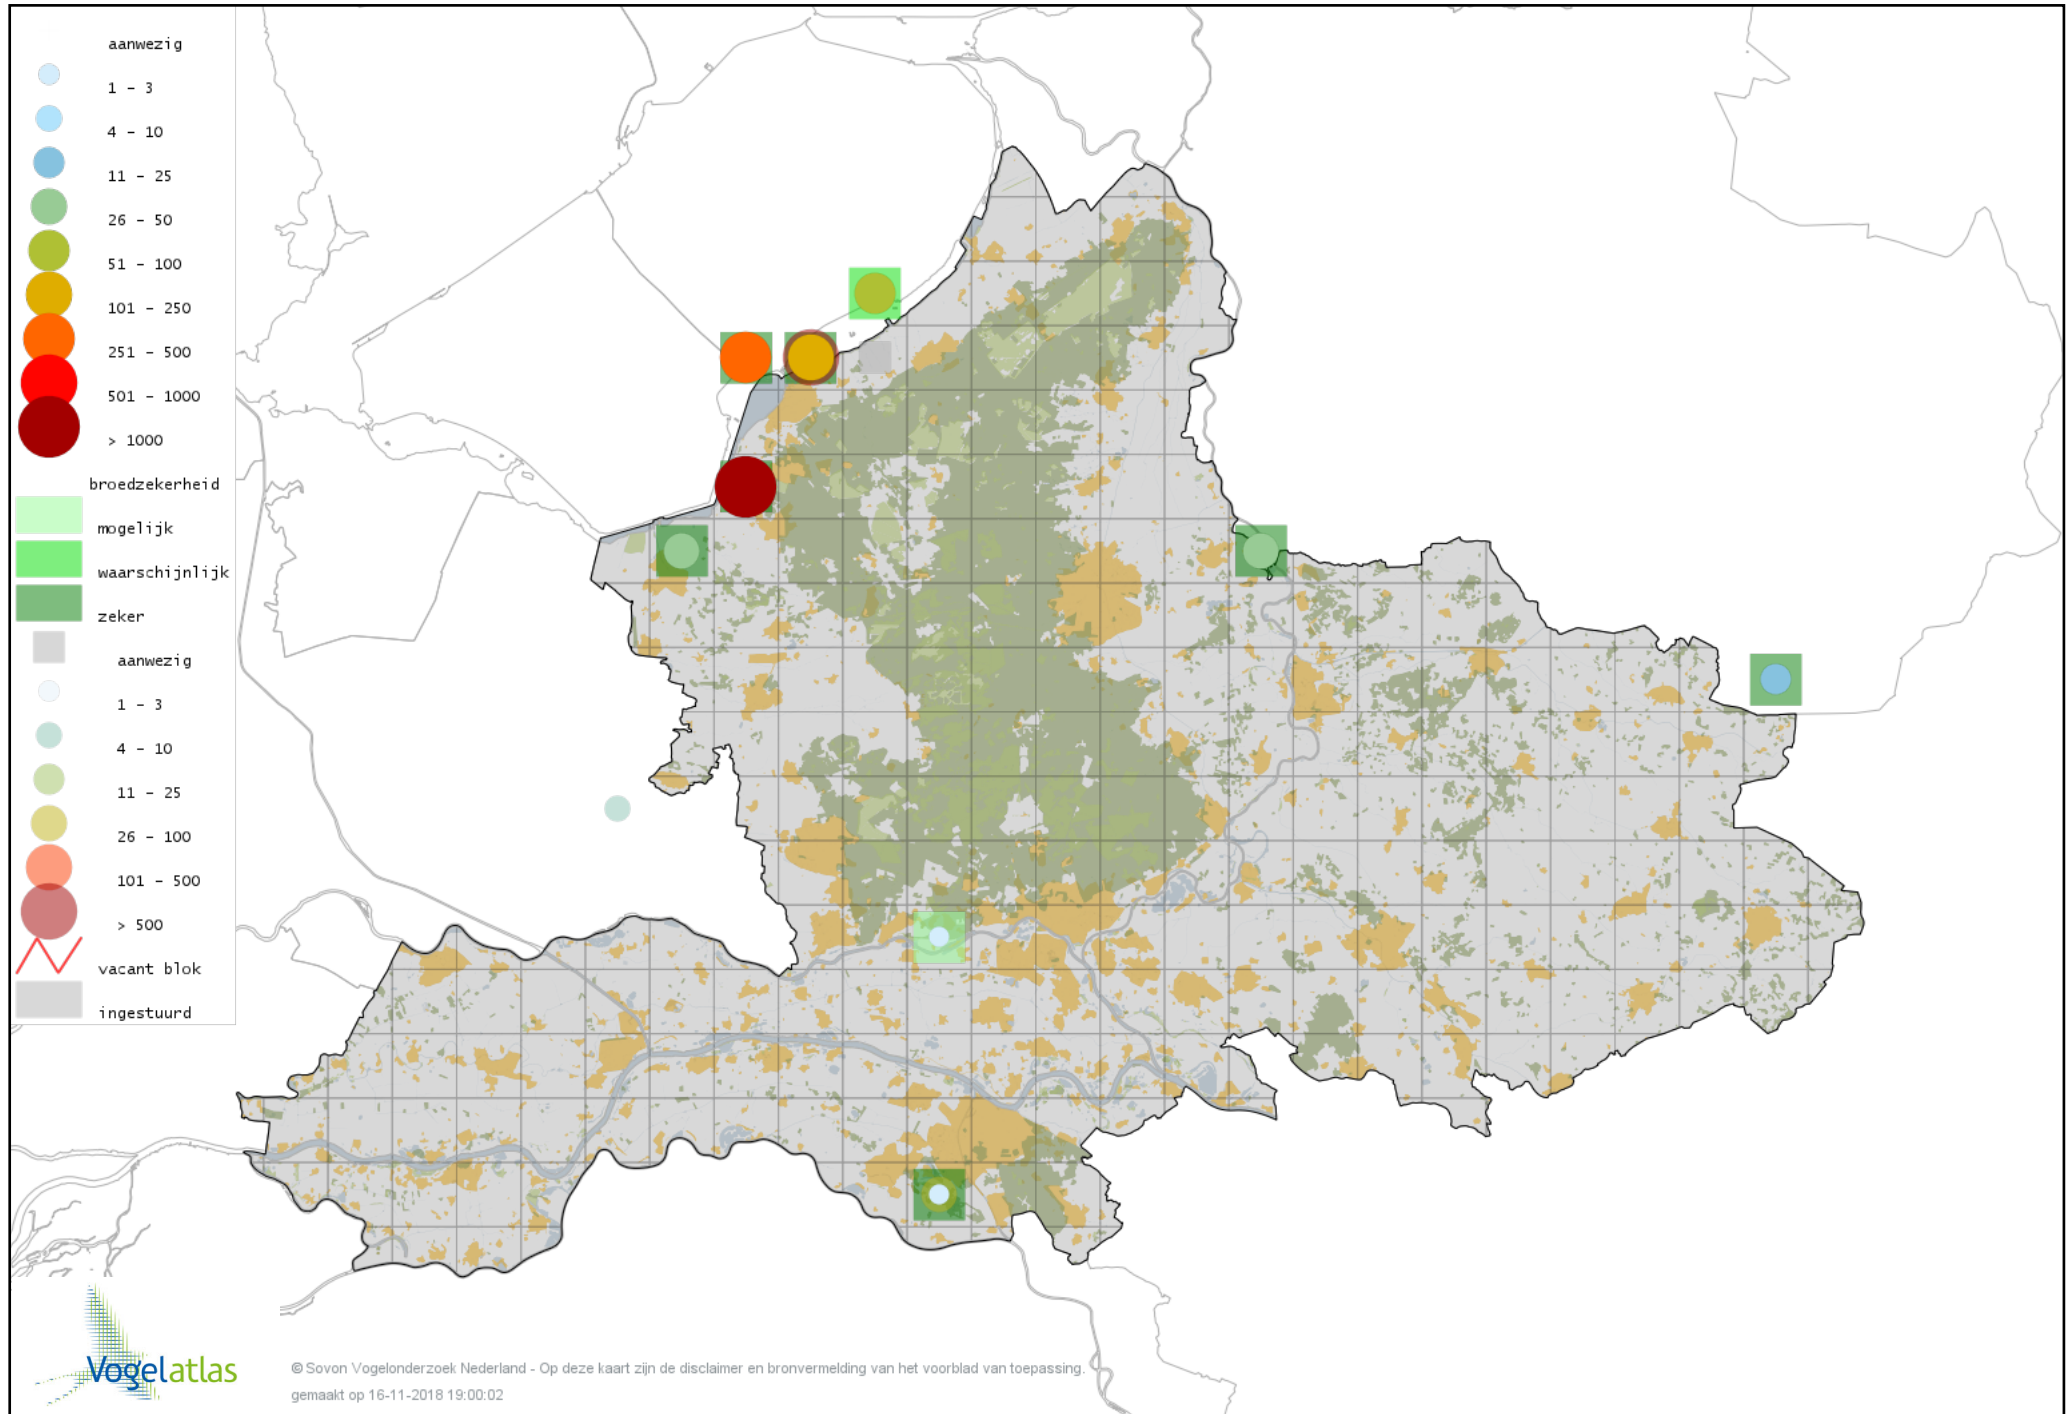 aanwezig
1 - 3
4 - 10
11 - 25
26 - 50
51 - 100
101 - 250
251 - 500
501 - 1000
> 1000
broedzekerheid
mogelijk
waarschijnlijk
zeker
aanwezig
1 - 3
4 - 10
11 - 25
26 - 100
101 - 500
> 500
vacant blok
ingestuurd
Vogelatlas
© Sovon Vogelonderzoek Nederland - Op deze kaart zijn de disclaimer en bronvermelding van het voorblad van toepassing.
gemaakt op 16-11-2018 19:00:02